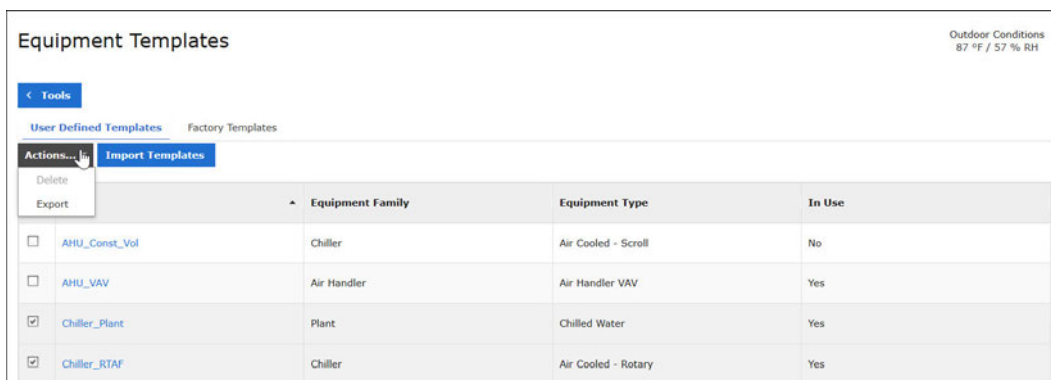 Equipment Templates
Outdoor Conditions
87 ºF / 57 % RH
< Tools
User Defined Templates Factory Templates
Actions... Import Templates
Delete
Export
Equipment Family Equipment Type In Use
AHU_Const_Vol Chiller Air Cooled - Scroll No
AHU_VAV Air Handler Air Handler VAV Yes
Chiller_Plant Plant Chilled Water Yes
Chiller_RTAF Chiller Air Cooled - Rotary Yes